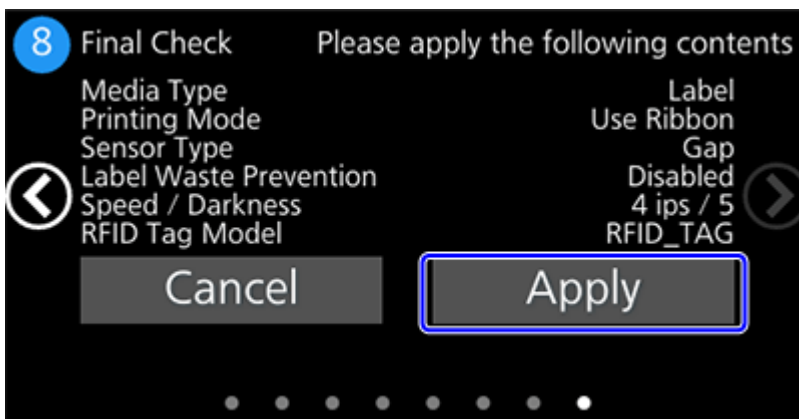 8 Final Check Please apply the following contents
Media Type Label
Printing Mode Use Ribbon
Sensor Type Gap
Label Waste Prevention Disabled
Speed / Darkness 4 ips / 5
RFID Tag Model RFID_TAG
Cancel Apply